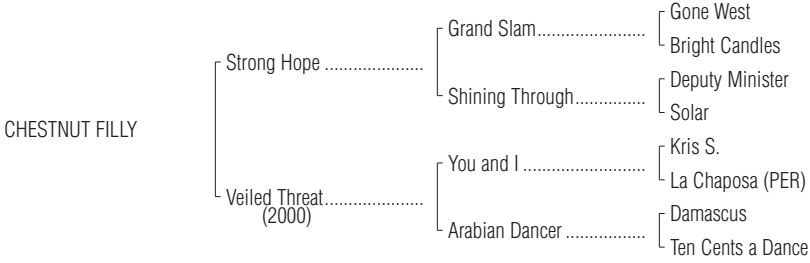 Gone West
Grand Slam........................
Bright Candles
Strong Hope ......................
Deputy Minister
Shining Through................
Solar
CHESTNUT FILLY
Kris S.
You and I ...........................
La Chaposa (PER)
Veiled Threat......................
(2000)
Damascus
Arabian Dancer .................
Ten Cents a Dance